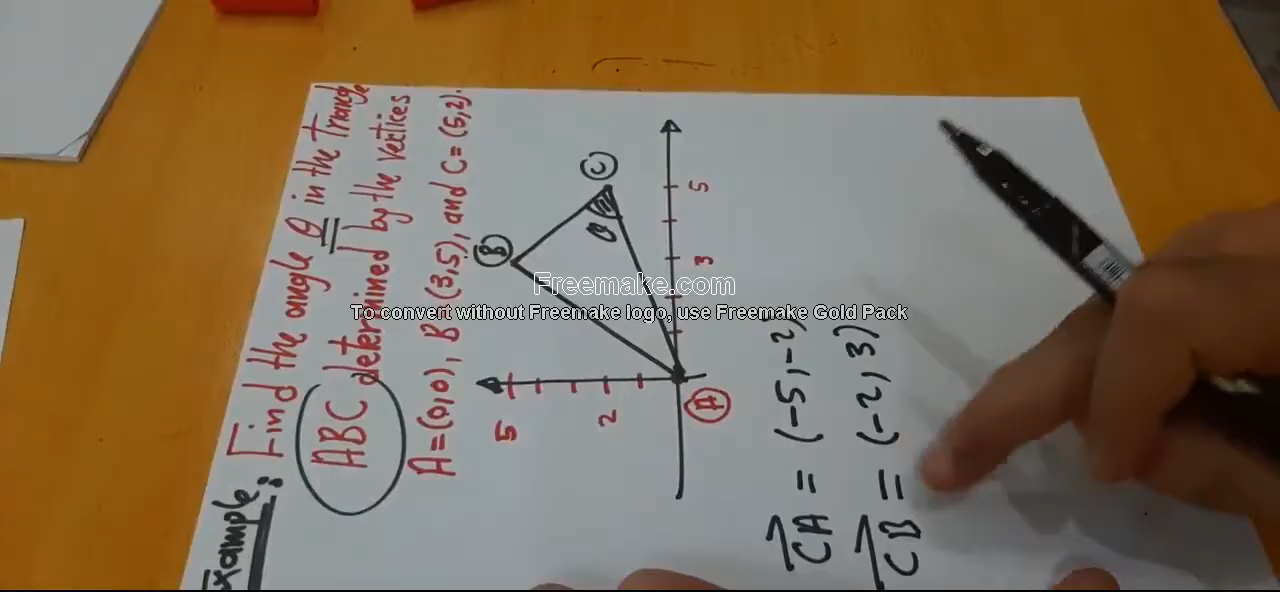 Example: Find the angle θ in the Triangle
ABC determined by the vertices
A=(0,0), B=(3,5), and C=(5,2).
5
2
B
C
θ
A
3
5
CA = (-5,-2)
CB = (-2,3)
Freemake.com
To convert without Freemake logo, use Freemake Gold Pack